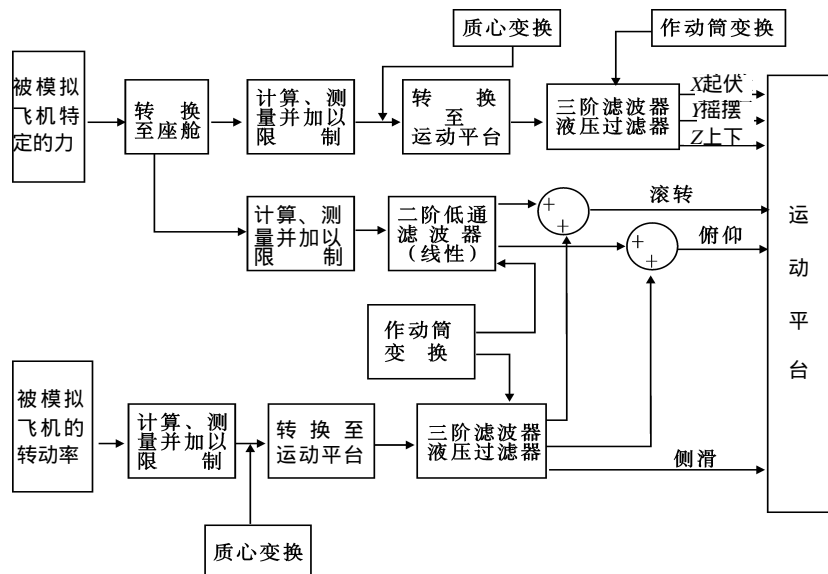 质心变换
作动筒变换
被模拟
飞机特
定的力
转 换
至座舱
计算、测
量并加以
限 制
转 换
至
运动平台
三阶滤波器
液压过滤器
X起伏
Y摇摆
Z上下
计算、测
量并加以
限 制
二阶低通
滤 波 器
(线性)
+
+
滚转
+
+
俯仰
运
动
平
台
作动筒
变 换
被模拟
飞机的
转动率
计算、测
量并加以
限 制
转 换 至
运动平台
三阶滤波器
液压过滤器
侧滑
质心变换